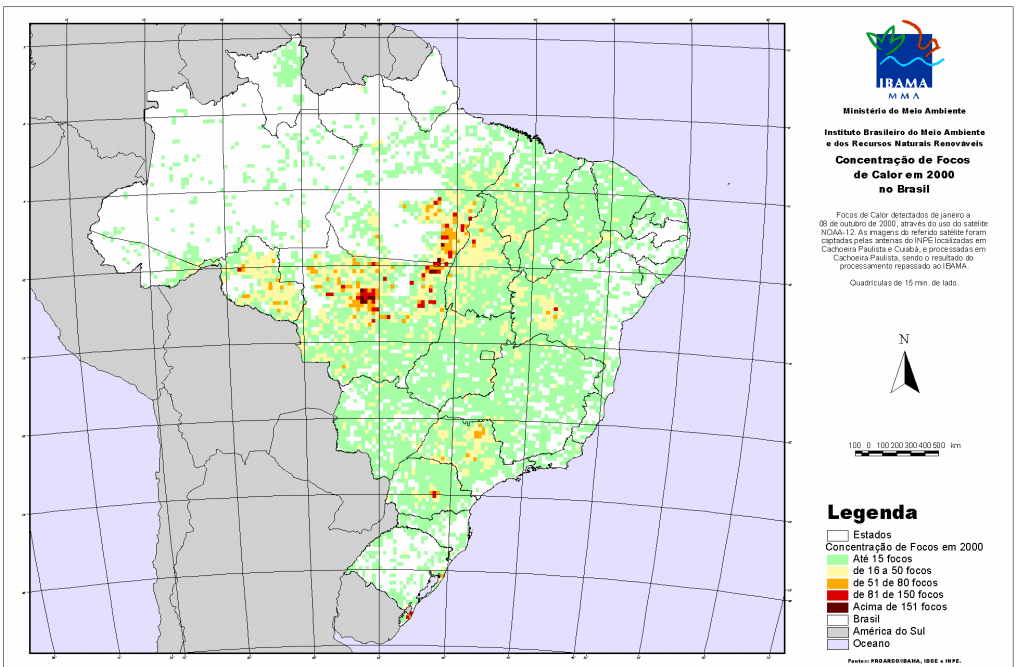 IBAMA
M M A
Ministério do Meio Ambiente
Instituto Brasileiro do Meio Ambiente
e dos Recursos Naturais Renováveis
Concentração de Focos
de Calor em 2000
no Brasil
Focos de Calor detectados de janeiro a
08 de outubro de 2000, através do uso do satélite
NOAA-12. As imagens do referido satélite foram
captadas pelas antenas do INPE localizadas em
Cachoeira Paulista e Cuiabá, e processadas em
Cachoeira Paulista, sendo o resultado do
processamento repassado ao IBAMA.
Quadrículas de 15 min. de lado.
N
100 0 100 200 300 400 500 km
Legenda
Estados
Concentração de Focos em 2000
Até 15 focos
de 16 a 50 focos
de 51 de 80 focos
de 81 de 150 focos
Acima de 151 focos
Brasil
América do Sul
Oceano
Fontes: PROARCO/IBAMA, IBGE e INPE.